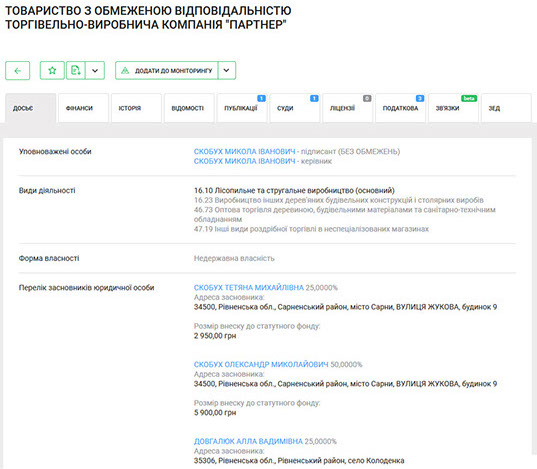 ТОВАРИСТВО З ОБМЕЖЕНОЮ ВІДПОВІДАЛЬНІСТЮ
ТОРГІВЕЛЬНО-ВИРОБНИЧА КОМПАНІЯ "ПАРТНЕР"
ДОДАТИ ДО МОНІТОРИНГУ
ДОСЬЄ ФІНАНСИ ІСТОРІЯ ВІДОМОСТІ ПУБЛІКАЦІЇ 1 СУДИ 1 ЛІЦЕНЗІЇ 0 ПОДАТКОВА 3 ЗВ'ЯЗКИ beta ЗЕД
Уповноважені особи
СКОБУХ МИКОЛА ІВАНОВИЧ - підписант (БЕЗ ОБМЕЖЕНЬ)
СКОБУХ МИКОЛА ІВАНОВИЧ - керівник
Види діяльності
16.10 Лісопильне та стругальне виробництво (основний)
16.23 Виробництво інших дерев'яних будівельних конструкцій і столярних виробів
46.73 Оптова торгівля деревиною, будівельними матеріалами та санітарно-технічним
обладнанням
47.19 Інші види роздрібної торгівлі в неспеціалізованих магазинах
Форма власності
Недержавна власність
Перелік засновників юридичної особи
СКОБУХ ТЕТЯНА МИХАЙЛІВНА 25,0000%
Адреса засновника:
34500, Рівненська обл., Сарненський район, місто Сарни, ВУЛИЦЯ ЖУКОВА, будинок 9
Розмір внеску до статутного фонду:
2 950,00 грн
СКОБУХ ОЛЕКСАНДР МИКОЛАЙОВИЧ 50,0000%
Адреса засновника:
34500, Рівненська обл., Сарненський район, місто Сарни, ВУЛИЦЯ ЖУКОВА, будинок 9
Розмір внеску до статутного фонду:
5 900,00 грн
ДОВГАЛЮК АЛЛА ВАДИМІВНА 25,0000%
Адреса засновника:
35306, Рівненська обл., Рівненський район, село Колоденка